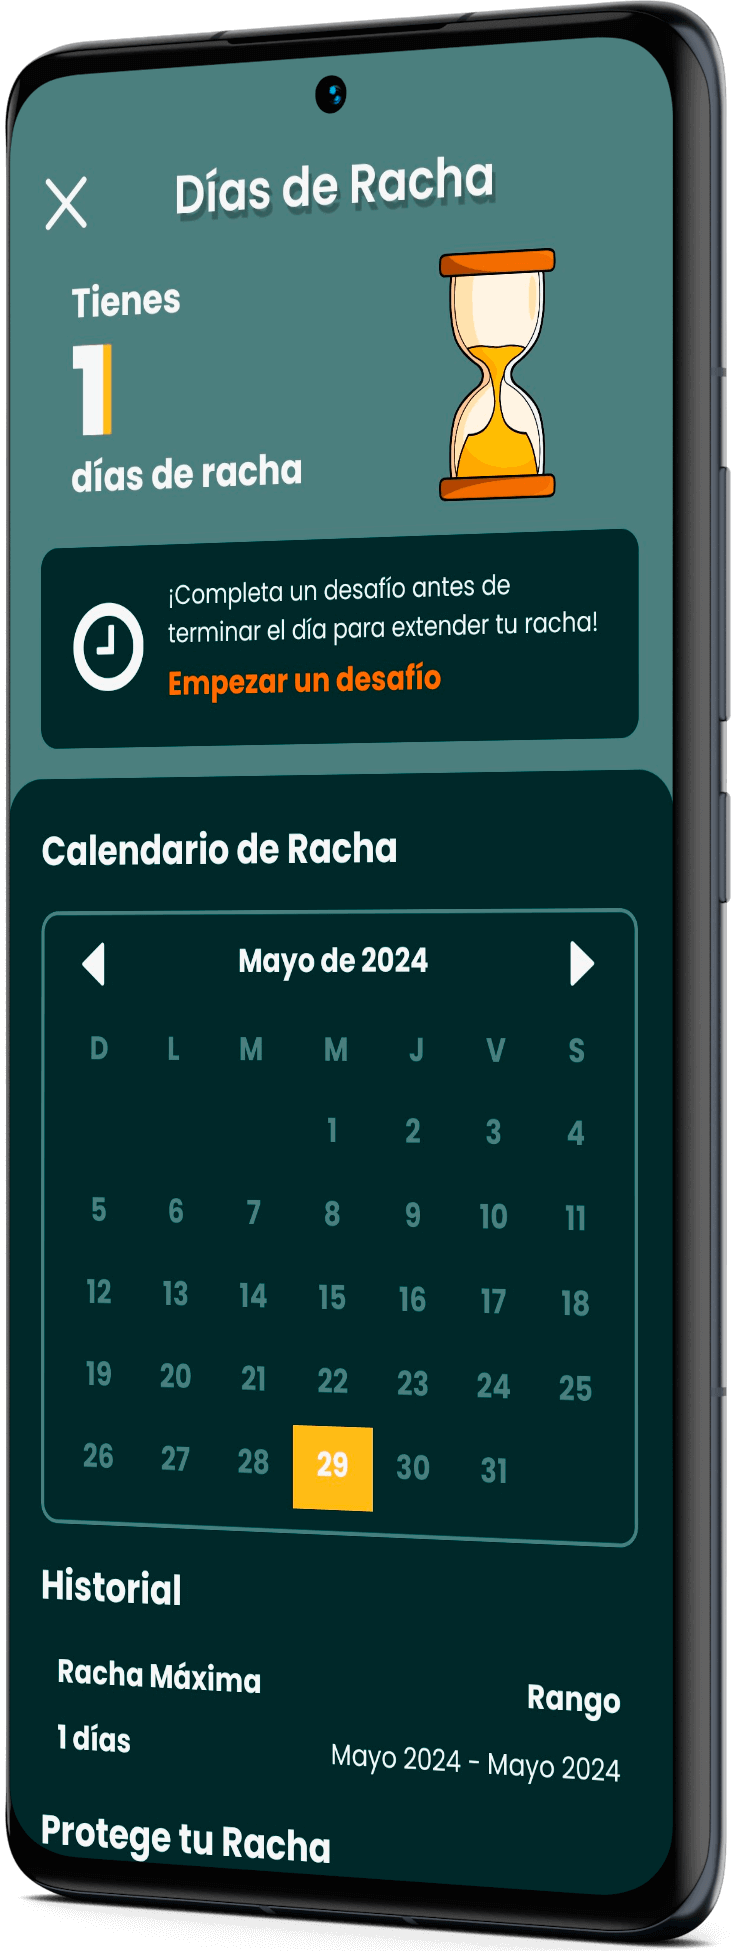 Días de Racha
Tienes
1
días de racha
¡Completa un desafío antes de
terminar el día para extender tu racha!
Empezar un desafío
Calendario de Racha
Mayo de 2024
D L M M J V S
1 2 3 4
5 6 7 8 9 10 11
12 13 14 15 16 17 18
19 20 21 22 23 24 25
26 27 28 29 30 31
Historial
Racha Máxima
Rango
1 días
Mayo 2024 - Mayo 2024
Protege tu Racha